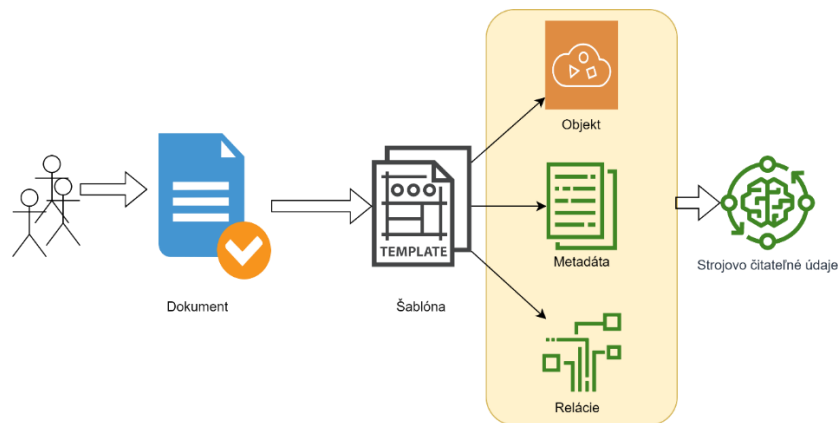 Dokument
TEMPLATE
Šablóna
Objekt
Metadáta
Relácie
Strojovo čitateľné údaje